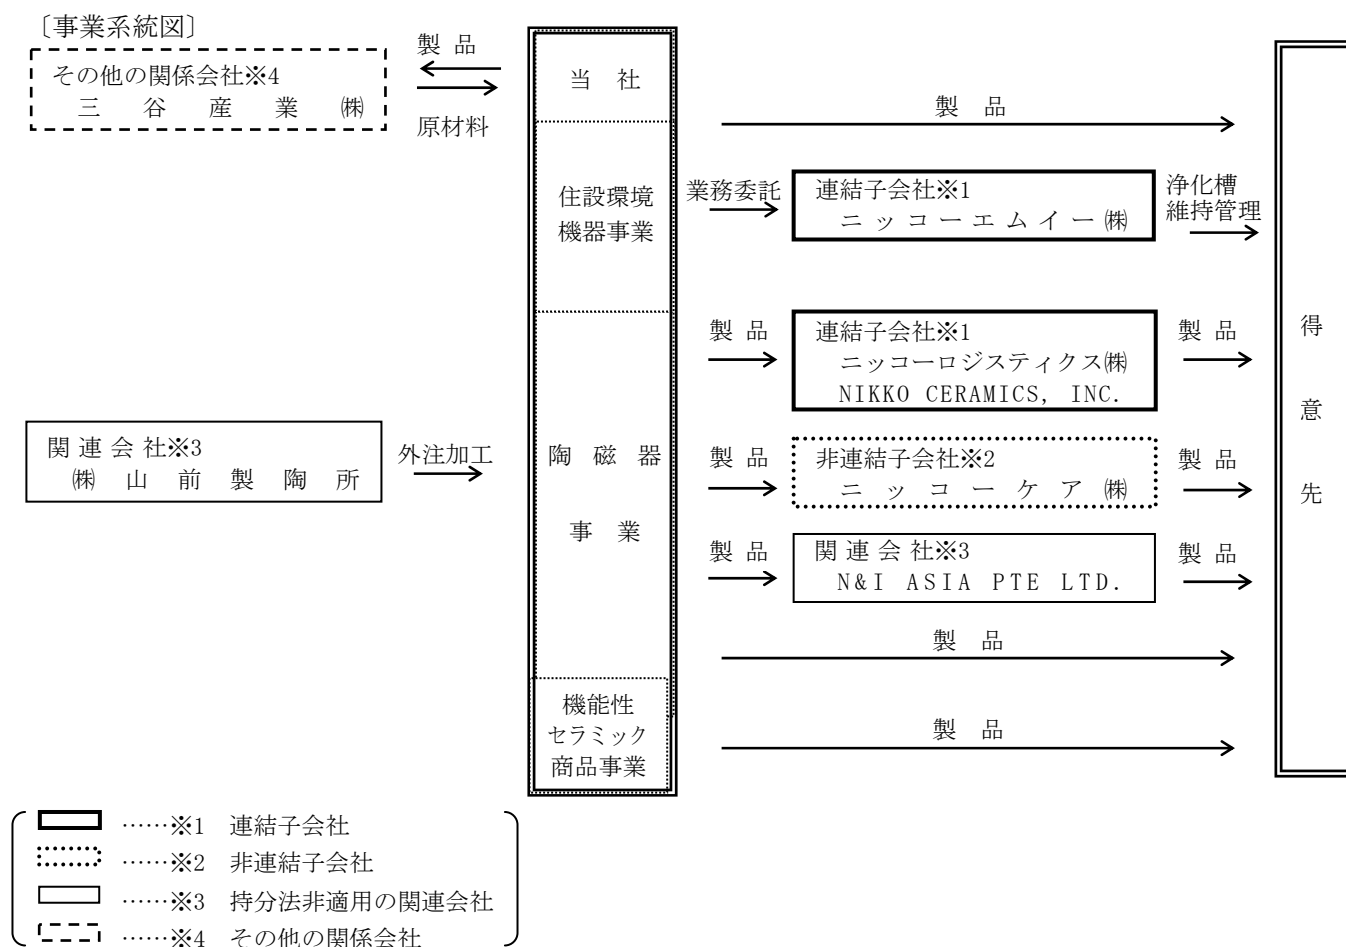 〔事業系統図〕
その他の関係会社※4
三谷産業㈱
製品
原材料
当社
住設環境
機器事業
陶磁器
事業
機能性
セラミック
商品事業
関連会社※3
㈱山前製陶所
外注加工
製品
業務委託
連結子会社※1
ニッコーエムイー㈱
浄化槽
維持管理
製品
連結子会社※1
ニッコーロジスティクス㈱
NIKKO CERAMICS, INC.
製品
製品
非連結子会社※2
ニッコーケア㈱
製品
製品
関連会社※3
N&I ASIA PTE LTD.
製品
製品
製品
得意先
……※1 連結子会社
……※2 非連結子会社
……※3 持分法非適用の関連会社
……※4 その他の関係会社